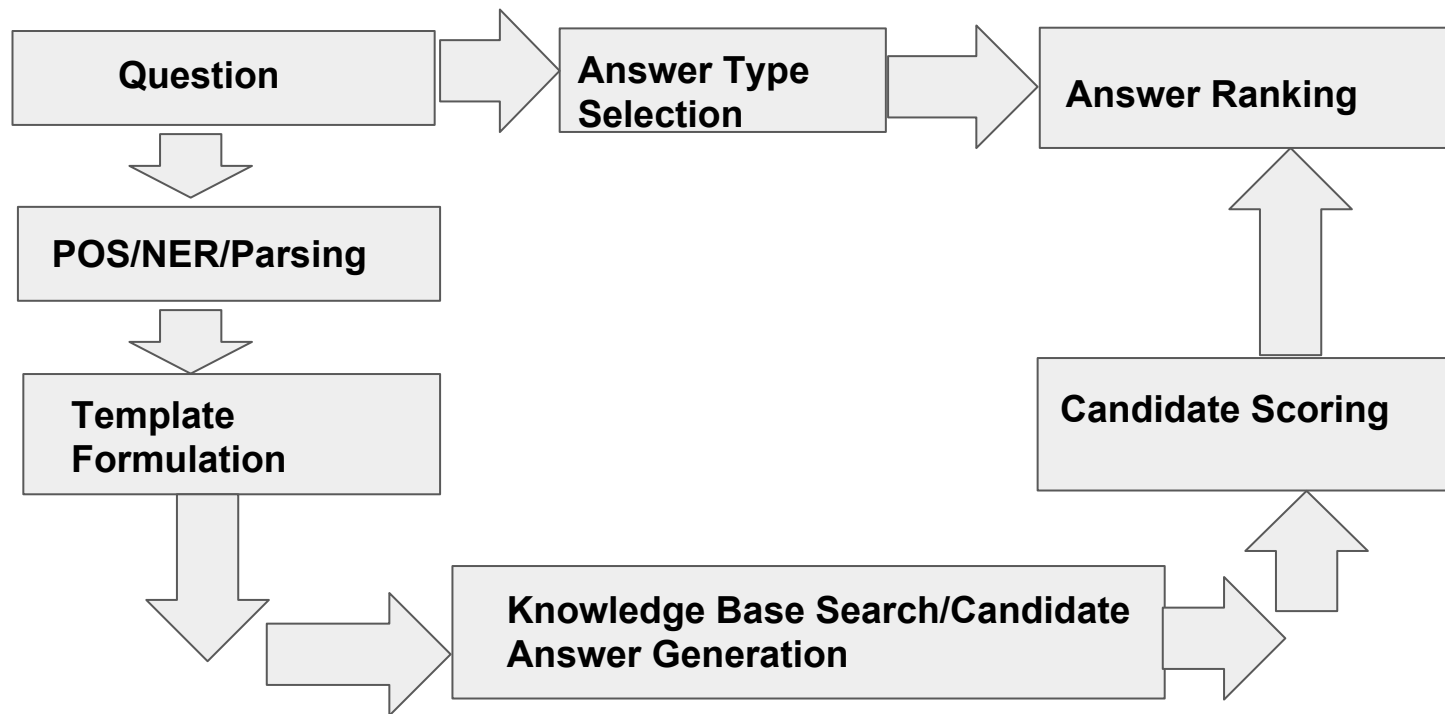 Question
Answer Type
Selection
Answer Ranking
POS/NER/Parsing
Template
Formulation
Candidate Scoring
Knowledge Base Search/Candidate
Answer Generation